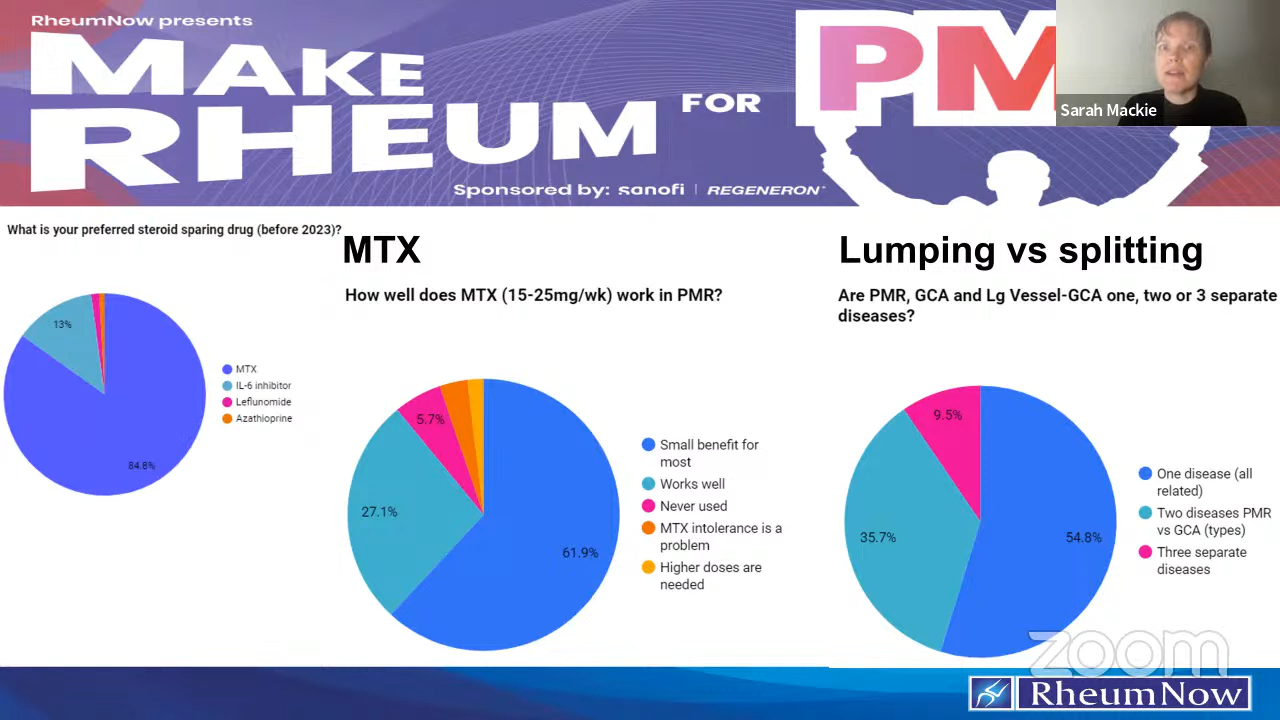 RheumNow presents
MAKE
RHEUM
FOR
PM
Sponsored by: sanofi | REGENERON
Sarah Mackie
What is your preferred steroid sparing drug (before 2023)?
13%
84.8%
MTX
IL-6 inhibitor
Leflunomide
Azathioprine
MTX
How well does MTX (15-25mg/wk) work in PMR?
5.7%
27.1%
61.9%
Small benefit for
most
Works well
Never used
MTX intolerance is a
problem
Higher doses are
needed
Lumping vs splitting
Are PMR, GCA and Lg Vessel-GCA one, two or 3 separate
diseases?
9.5%
35.7%
54.8%
One disease (all
related)
Two diseases PMR
vs GCA (types)
Three separate
diseases
zoom
RheumNow